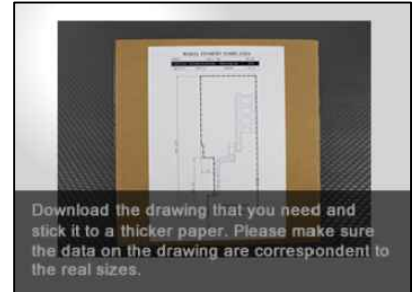 Download the drawing that you need and
stick it to a thicker paper. Please make sure
the data on the drawing are correspondent to
the real sizes.